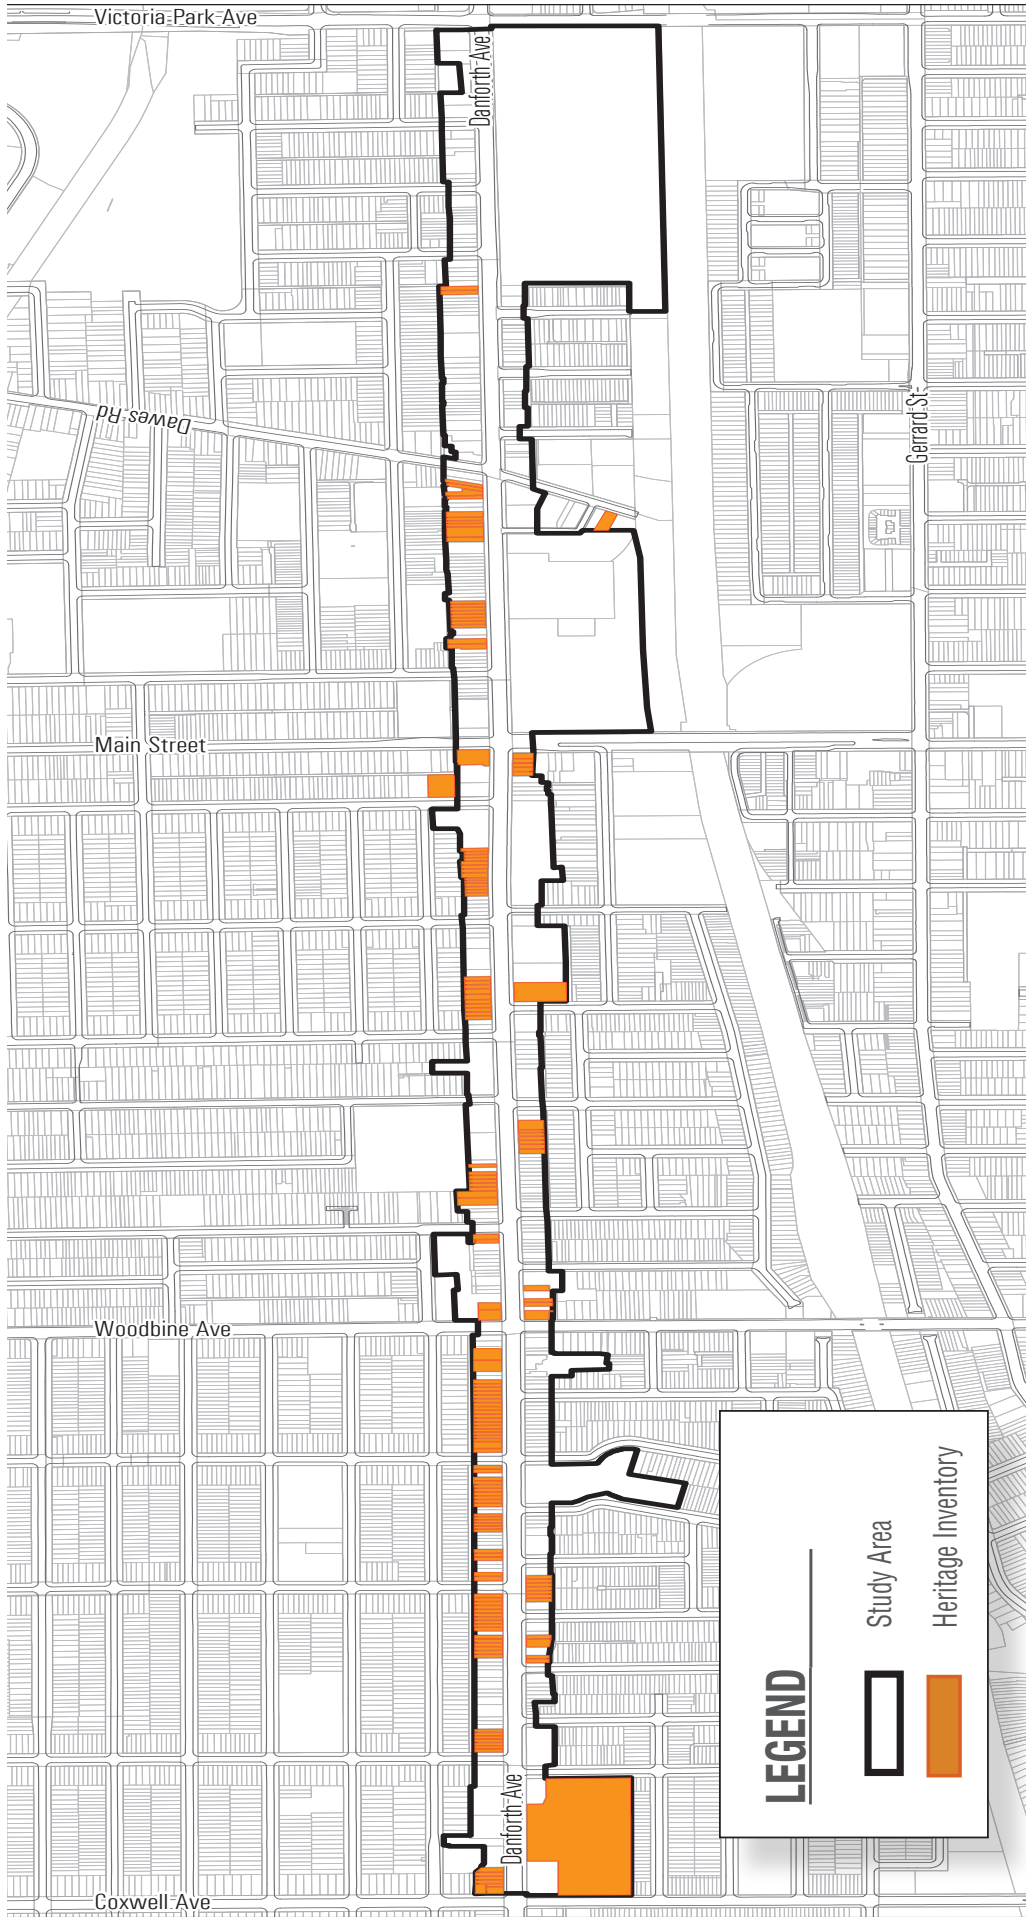 Victoria Park Ave
Danforth Ave
Dawes Rd
Gerrard St
Main Street
Woodbine Ave
LEGEND
Study Area
Heritage Inventory
Danforth Ave
Coxwell Ave